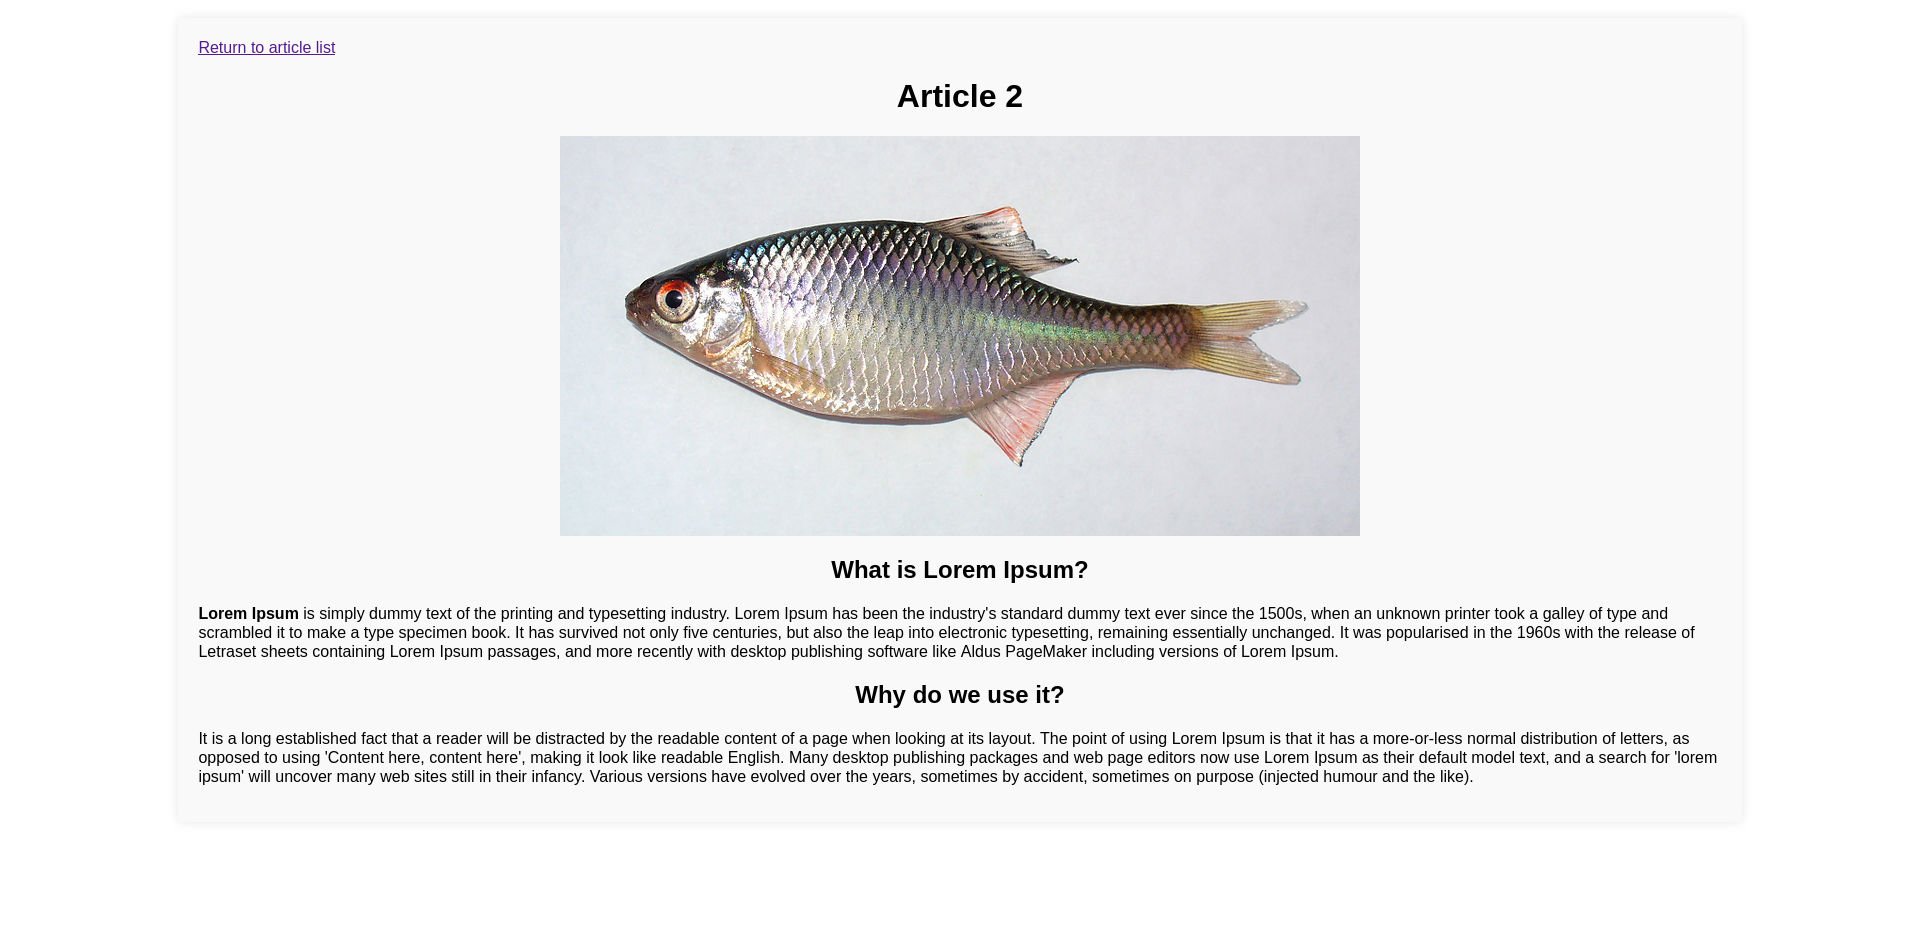 Return to article list
Article 2
What is Lorem Ipsum?
Lorem Ipsum is simply dummy text of the printing and typesetting industry. Lorem Ipsum has been the industry's standard dummy text ever since the 1500s, when an unknown printer took a galley of type and
scrambled it to make a type specimen book. It has survived not only five centuries, but also the leap into electronic typesetting, remaining essentially unchanged. It was popularised in the 1960s with the release of
Letraset sheets containing Lorem Ipsum passages, and more recently with desktop publishing software like Aldus PageMaker including versions of Lorem Ipsum.
Why do we use it?
It is a long established fact that a reader will be distracted by the readable content of a page when looking at its layout. The point of using Lorem Ipsum is that it has a more-or-less normal distribution of letters, as
opposed to using 'Content here, content here', making it look like readable English. Many desktop publishing packages and web page editors now use Lorem Ipsum as their default model text, and a search for 'lorem
ipsum' will uncover many web sites still in their infancy. Various versions have evolved over the years, sometimes by accident, sometimes on purpose (injected humour and the like).